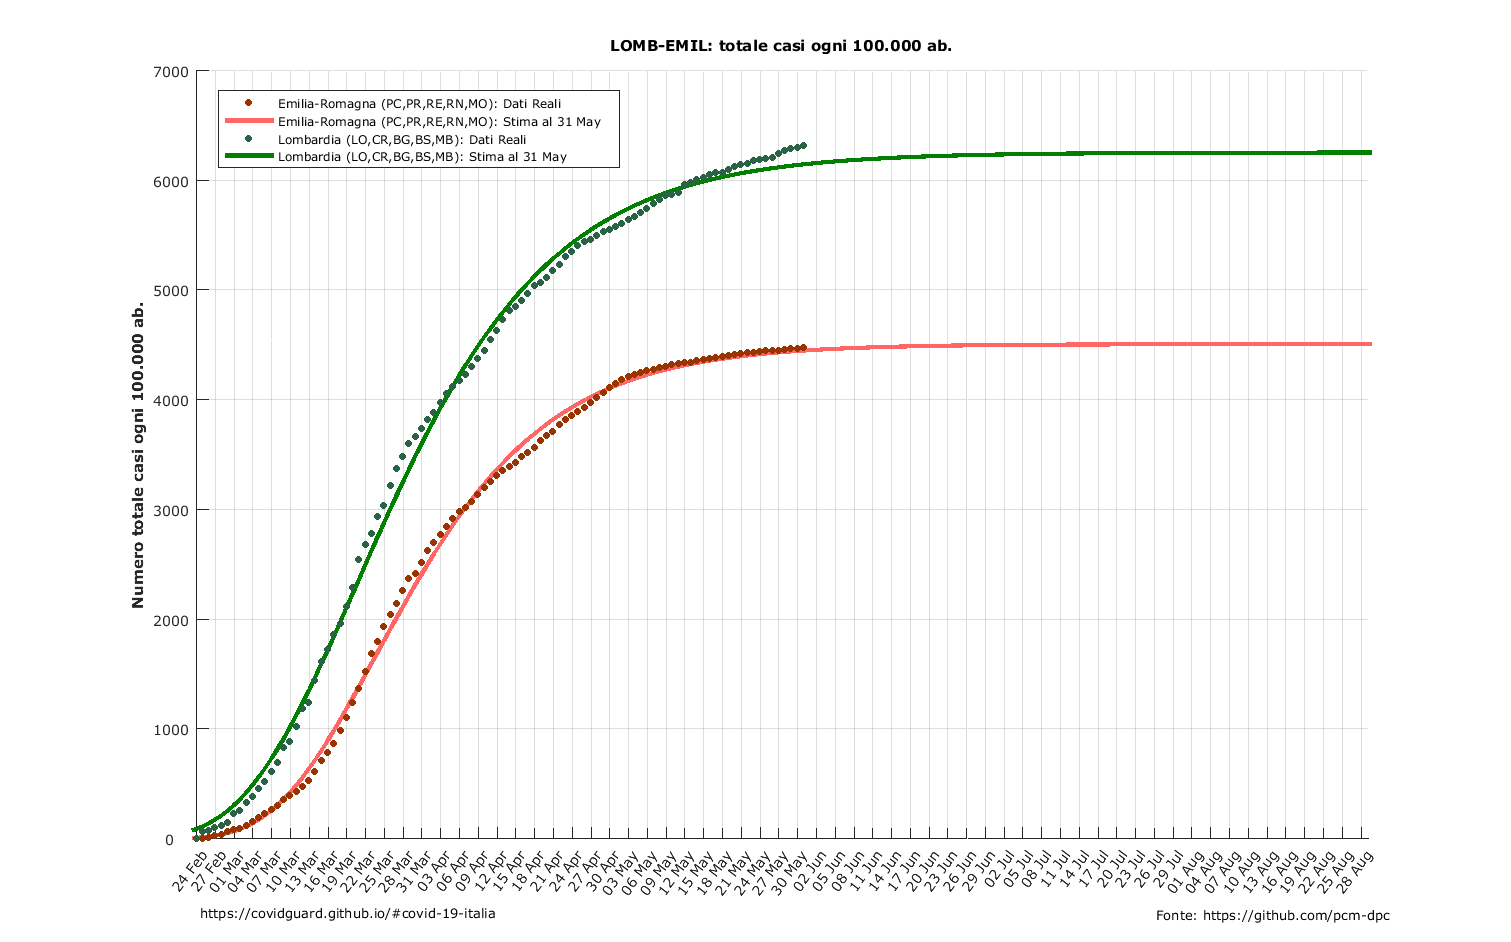 LOMB-EMIL: totale casi ogni 100.000 ab.
7000
Emilia-Romagna (PC,PR,RE,RN,MO): Dati Reali
Emilia-Romagna (PC,PR,RE,RN,MO): Stima al 31 May
Lombardia (LO,CR,BG,BS,MB): Dati Reali
Lombardia (LO,CR,BG,BS,MB): Stima al 31 May
6000
5000
4000
3000
2000
1000
0
Numero totale casi ogni 100.000 ab.
24 Feb
27 Feb
01 Mar
04 Mar
07 Mar
10 Mar
13 Mar
16 Mar
19 Mar
22 Mar
25 Mar
28 Mar
31 Mar
03 Apr
06 Apr
09 Apr
12 Apr
15 Apr
18 Apr
21 Apr
24 Apr
27 Apr
30 Apr
03 May
06 May
09 May
12 May
15 May
18 May
21 May
24 May
27 May
30 May
02 Jun
05 Jun
08 Jun
11 Jun
14 Jun
17 Jun
20 Jun
23 Jun
26 Jun
29 Jun
02 Jul
05 Jul
08 Jul
11 Jul
14 Jul
17 Jul
20 Jul
23 Jul
26 Jul
29 Jul
01 Aug
04 Aug
07 Aug
10 Aug
13 Aug
16 Aug
19 Aug
22 Aug
25 Aug
28 Aug
https://covidguard.github.io/#covid-19-italia
Fonte: https://github.com/pcm-dpc